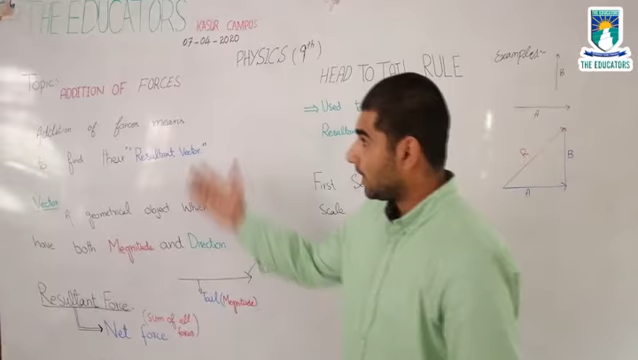 THE EDUCATORS KASUR CAMPUS
07-04-2020
PHYSICS (9th)
Topic:-
ADDITION OF FORCES
Addition of forces means
to find their "Resultant Vector"
Vector A geometrical object which
have both Magnitude and Direction
Tail (Magnitude)
Resultant Force
Net force (sum of all forces)
HEAD TO TAIL RULE
⇒ Used
Resultant
First
Scale
Examples:-
B
A
R
B
A
THE EDUCATORS
THE EDUCATORS